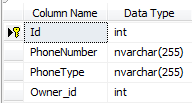 Column Name Data Type
Id int
PhoneNumber nvarchar(255)
PhoneType nvarchar(255)
Owner_id int